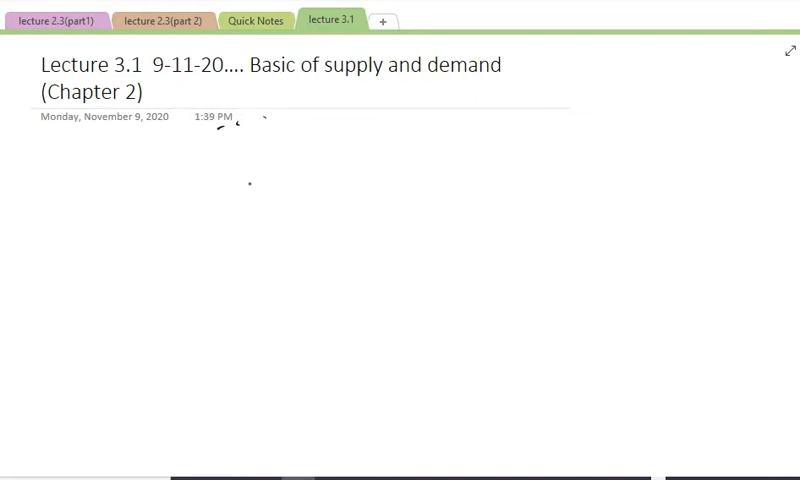 lecture 2.3(part1) lecture 2.3(part 2) Quick Notes lecture 3.1 +
Lecture 3.1 9-11-20.... Basic of supply and demand
(Chapter 2)
Monday, November 9, 2020 1:39 PM